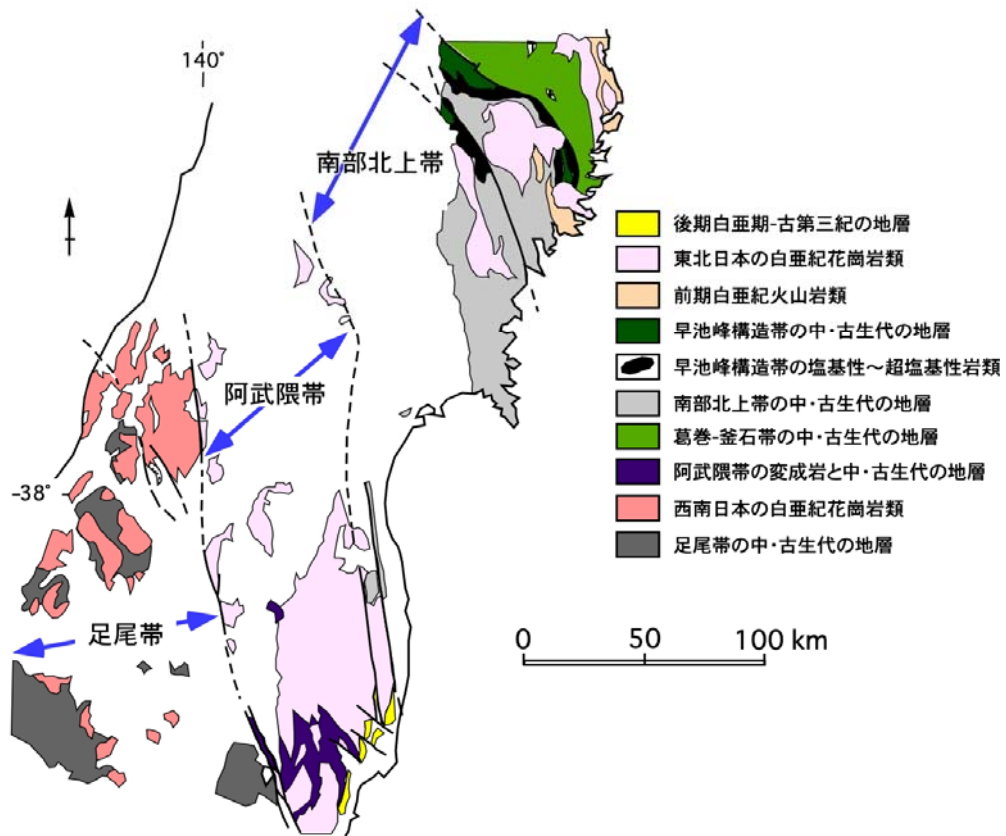 140°
南部北上帯
後期白亜期-古第三紀の地層
東北日本の白亜紀花崗岩類
前期白亜紀火山岩類
早池峰構造帯の中・古生代の地層
早池峰構造帯の塩基性～超塩基性岩類
南部北上帯の中・古生代の地層
葛巻-釜石帯の中・古生代の地層
阿武隈帯の変成岩と中・古生代の地層
西南日本の白亜紀花崗岩類
足尾帯の中・古生代の地層
阿武隈帯
38°
足尾帯
0 50 100 km